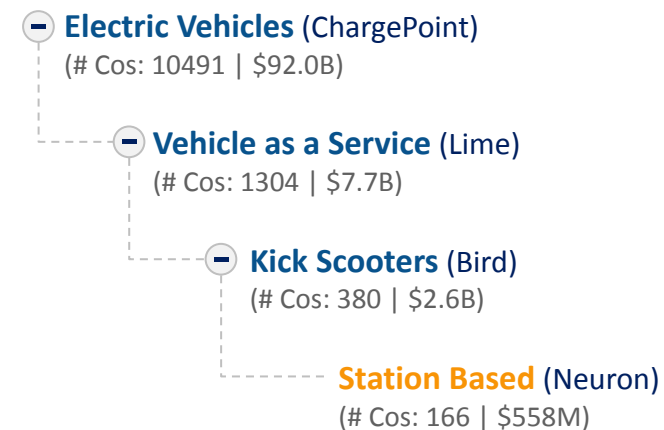 Electric Vehicles (ChargePoint)
(# Cos: 10491 | $92.0B)
Vehicle as a Service (Lime)
(# Cos: 1304 | $7.7B)
Kick Scooters (Bird)
(# Cos: 380 | $2.6B)
Station Based (Neuron)
(# Cos: 166 | $558M)